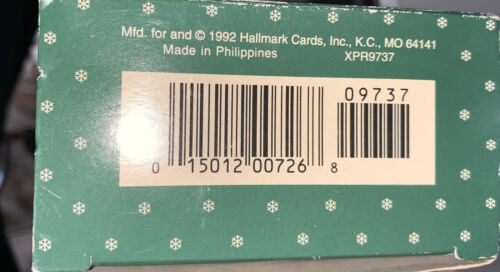 Mfd. for and © 1992 Hallmark Cards, Inc., K.C., MO 64141
Made in Philippines XPR9737
09737
0 15012 00726 8